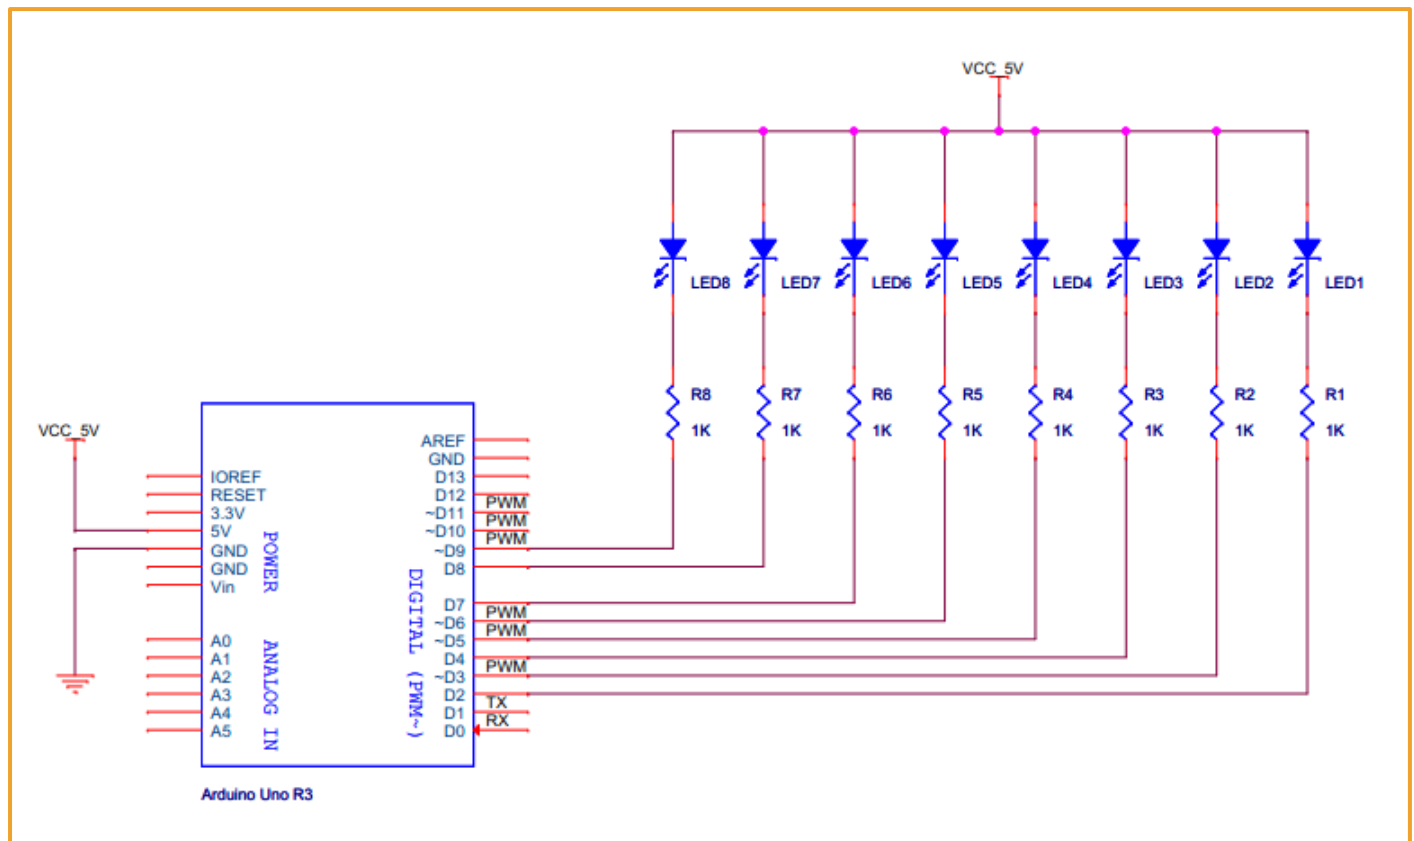 VCC_5V
LED8 LED7 LED6 LED5 LED4 LED3 LED2 LED1
R8 R7 R6 R5 R4 R3 R2 R1
1K 1K 1K 1K 1K 1K 1K 1K
VCC_5V
IOREF
RESET
3.3V
5V
GND
GND
Vin
POWER
A0
A1
A2
A3
A4
A5
ANALOG IN
AREF
GND
D13
D12
~D11 PWM
~D10 PWM
~D9 PWM
D8
D7
~D6 PWM
~D5 PWM
D4
~D3 PWM
D2
D1 TX
D0 RX
DIGITAL (PWM~)
Arduino Uno R3